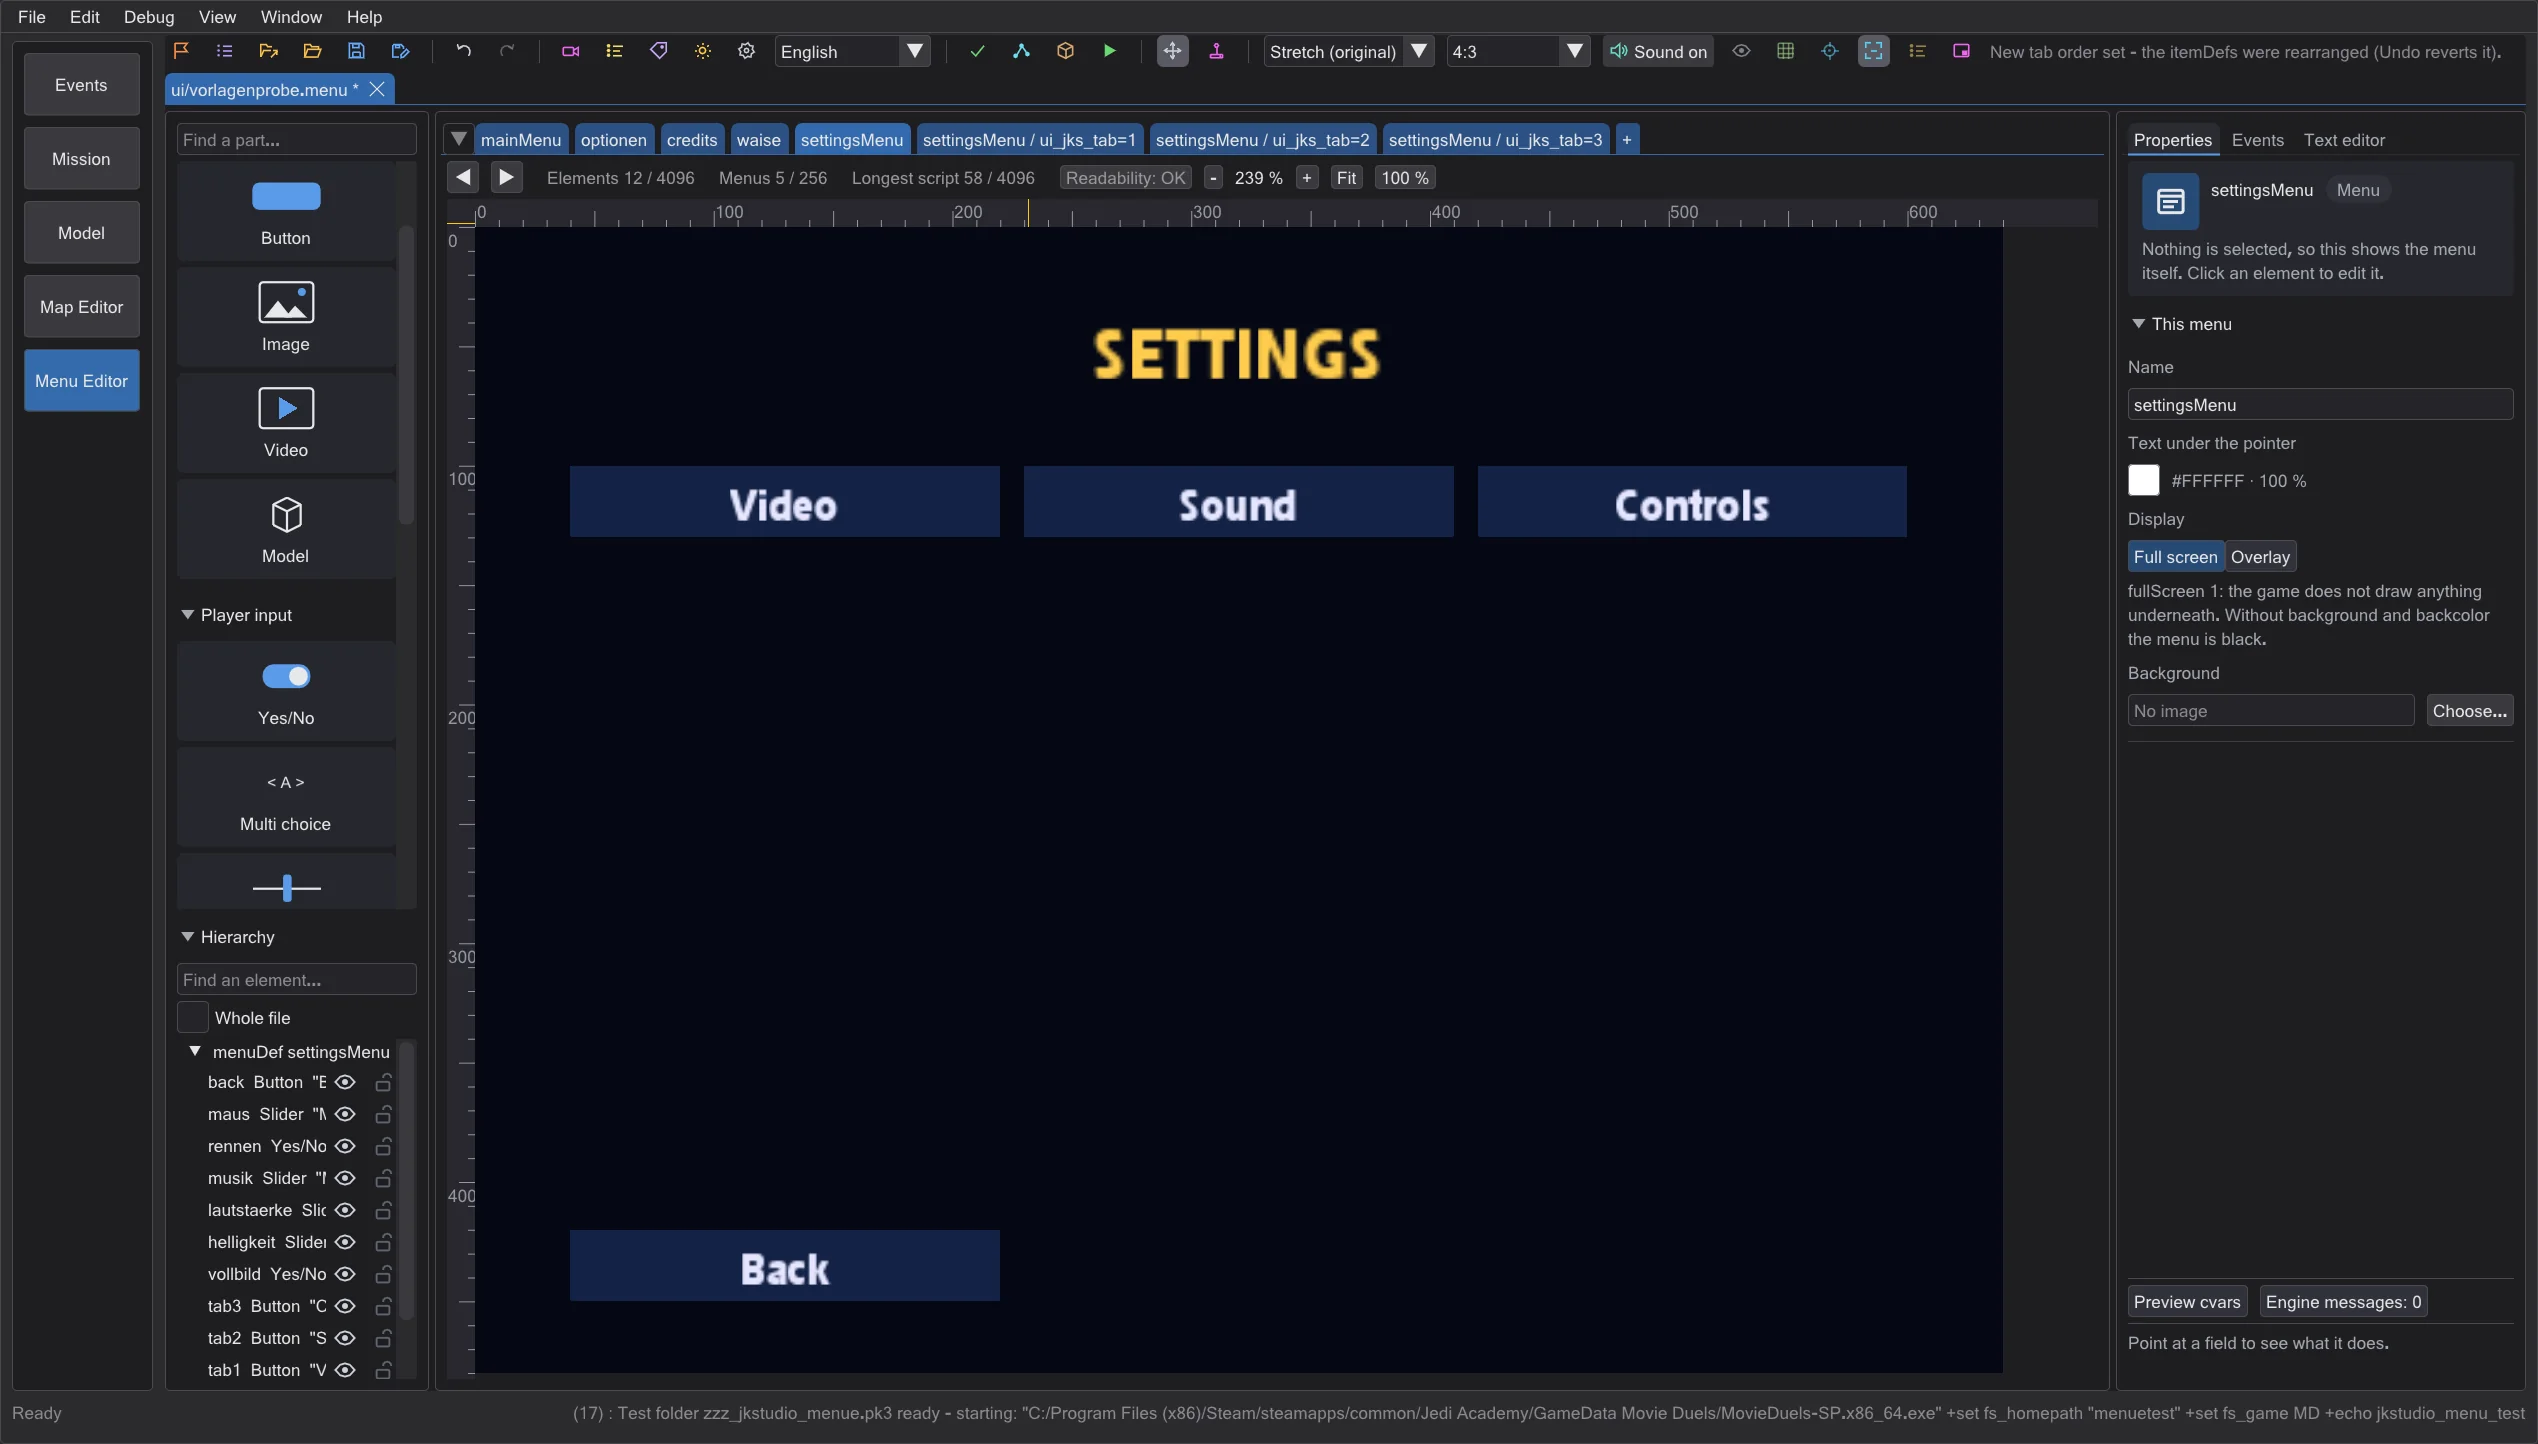 File Edit Debug View Window Help
English
Stretch (original)
4:3
Sound on
New tab order set - the itemDefs were rearranged (Undo reverts it).
Events
Mission
Model
Map Editor
Menu Editor
ui/vorlagenprobe.menu *
Find a part...
Button
Image
Video
Model
Player input
Yes/No
< A >
Multi choice
Hierarchy
Find an element...
Whole file
menuDef settingsMenu
back Button
maus Slider
rennen Yes/No
musik Slider
lautstaerke
helligkeit Slider
vollbild Yes/No
tab3 Button
tab2 Button
tab1 Button
mainMenu optionen credits waise settingsMenu settingsMenu / ui_jks_tab=1 settingsMenu / ui_jks_tab=2 settingsMenu / ui_jks_tab=3 +
Elements 12 / 4096 Menus 5 / 256 Longest script 58 / 4096 Readability: OK - 239 % + Fit 100 %
0 100 200 300 400 500 600
0
100
200
300
400
SETTINGS
Video Sound Controls
Back
Properties Events Text editor
settingsMenu Menu
Nothing is selected, so this shows the menu
itself. Click an element to edit it.
This menu
Name
settingsMenu
Text under the pointer
#FFFFFF · 100 %
Display
Full screen Overlay
fullScreen 1: the game does not draw anything
underneath. Without background and backcolor
the menu is black.
Background
No image Choose...
Preview cvars Engine messages: 0
Point at a field to see what it does.
Ready
(17) : Test folder zzz_jkstudio_menue.pk3 ready - starting: "C:/Program Files (x86)/Steam/steamapps/common/Jedi Academy/GameData Movie Duels/MovieDuels-SP.x86_64.exe" +set fs_homepath "menuetest" +set fs_game MD +echo jkstudio_menu_test